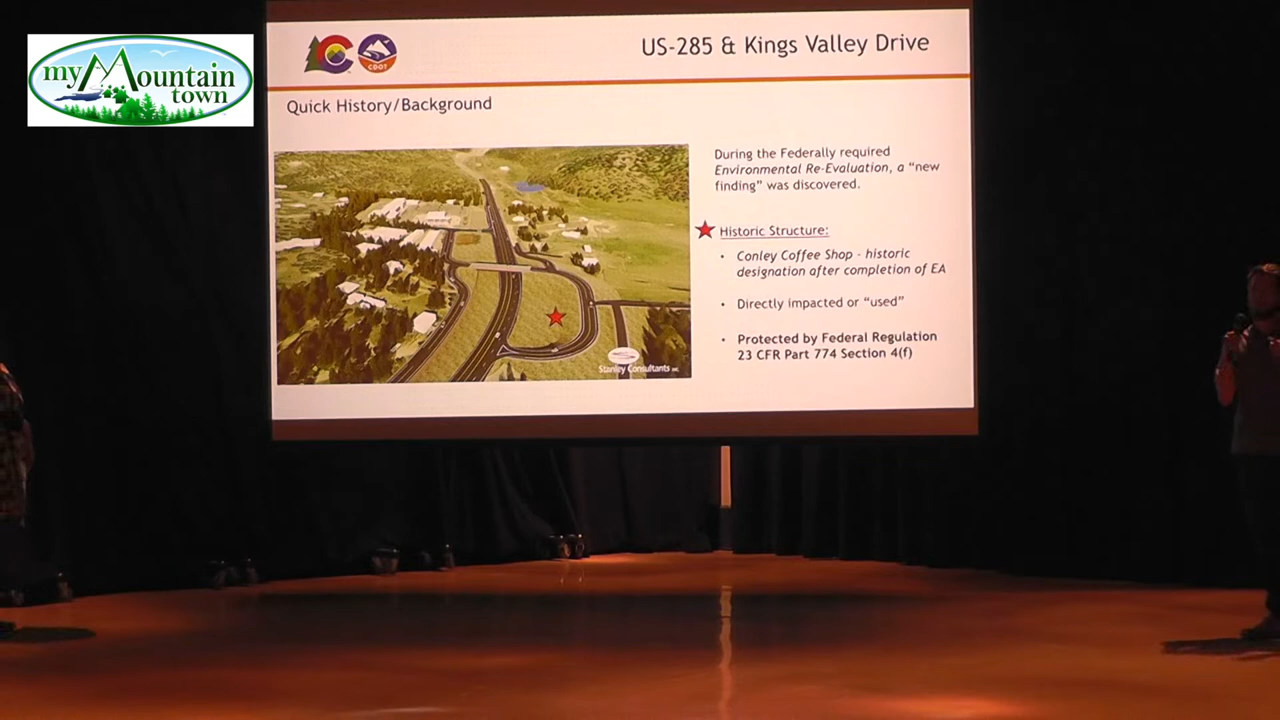 my Mountain
town
CDOT
US-285 & Kings Valley Drive
Quick History/Background
During the Federally required
Environmental Re-Evaluation, a “new
finding” was discovered.
Historic Structure:
• Conley Coffee Shop - historic
designation after completion of EA
• Directly impacted or “used”
• Protected by Federal Regulation
23 CFR Part 774 Section 4(f)
Stanley Consultants INC.